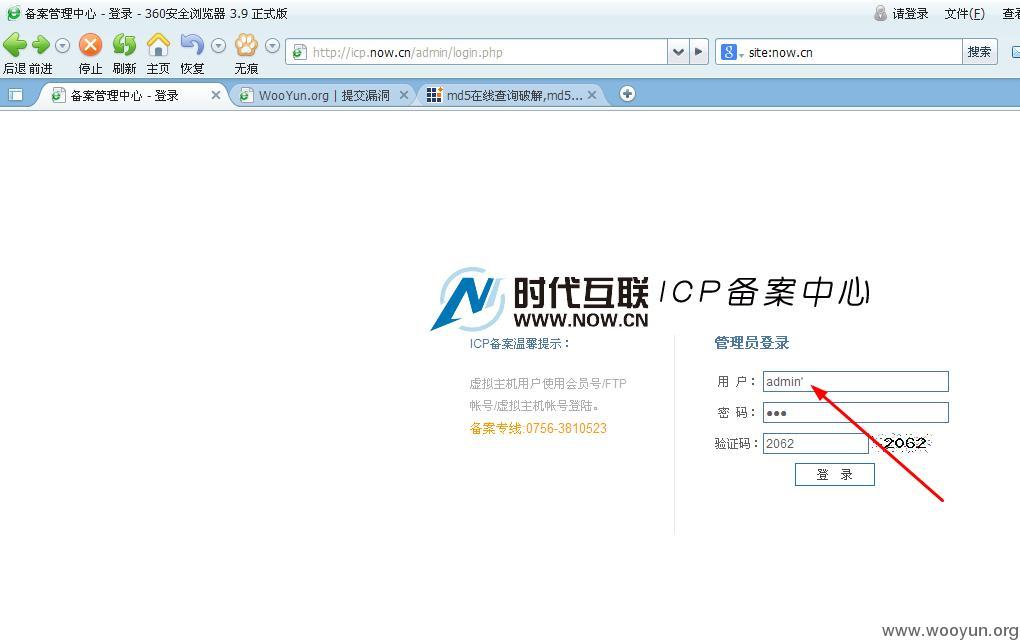 备案管理中心 - 登录 - 360安全浏览器 3.9 正式版
请登录 文件(F) 查看
后退 前进 停止 刷新 主页 恢复 无痕
http://icp.now.cn/admin/login.php
site:now.cn 搜索
备案管理中心 - 登录
WooYun.org | 提交漏洞
md5在线查询破解,md5...
时代互联 ICP备案中心
WWW.NOW.CN
ICP备案温馨提示：
虚拟主机用户使用会员号/FTP
帐号/虚拟主机帐号登陆。
备案专线:0756-3810523
管理员登录
用 户： admin'
密 码： ●●●
验证码： 2062 2062
登 录
www.wooyun.org